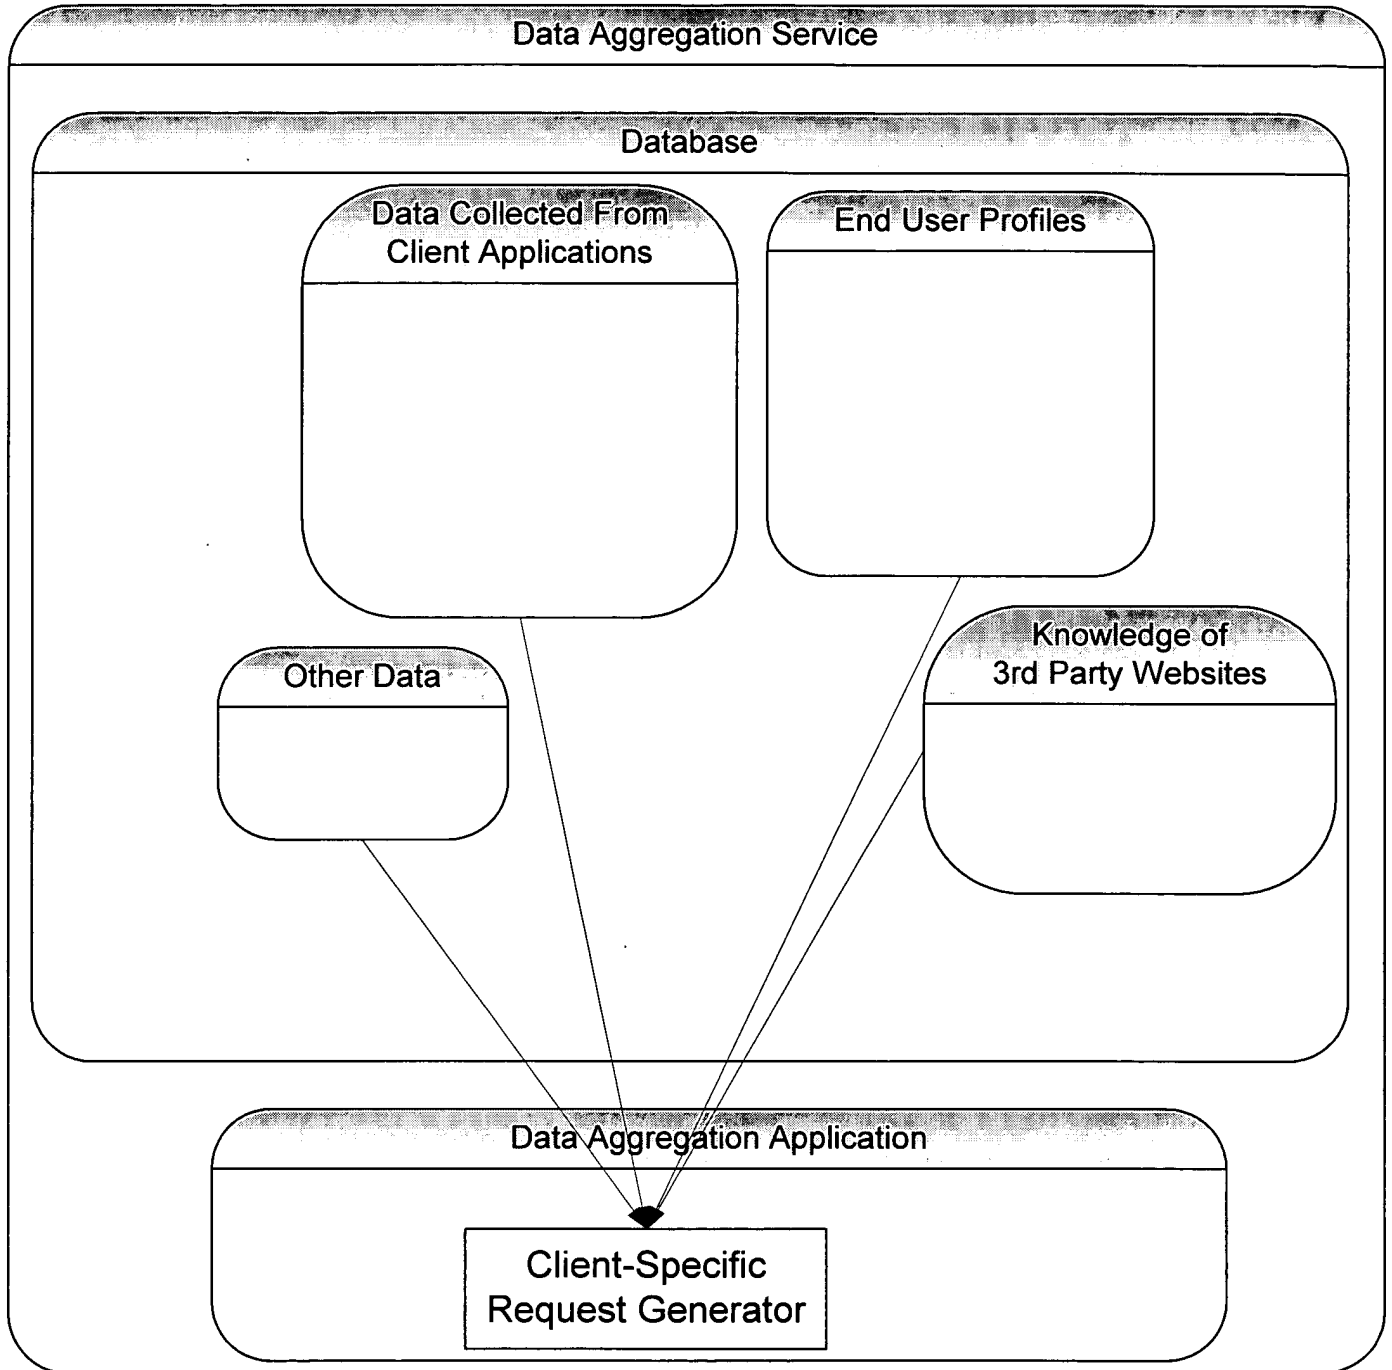 Data Aggregation Service
Database
Data Collected From
Client Applications
End User Profiles
Other Data
Knowledge of
3rd Party Websites
Data Aggregation Application
Client-Specific
Request Generator